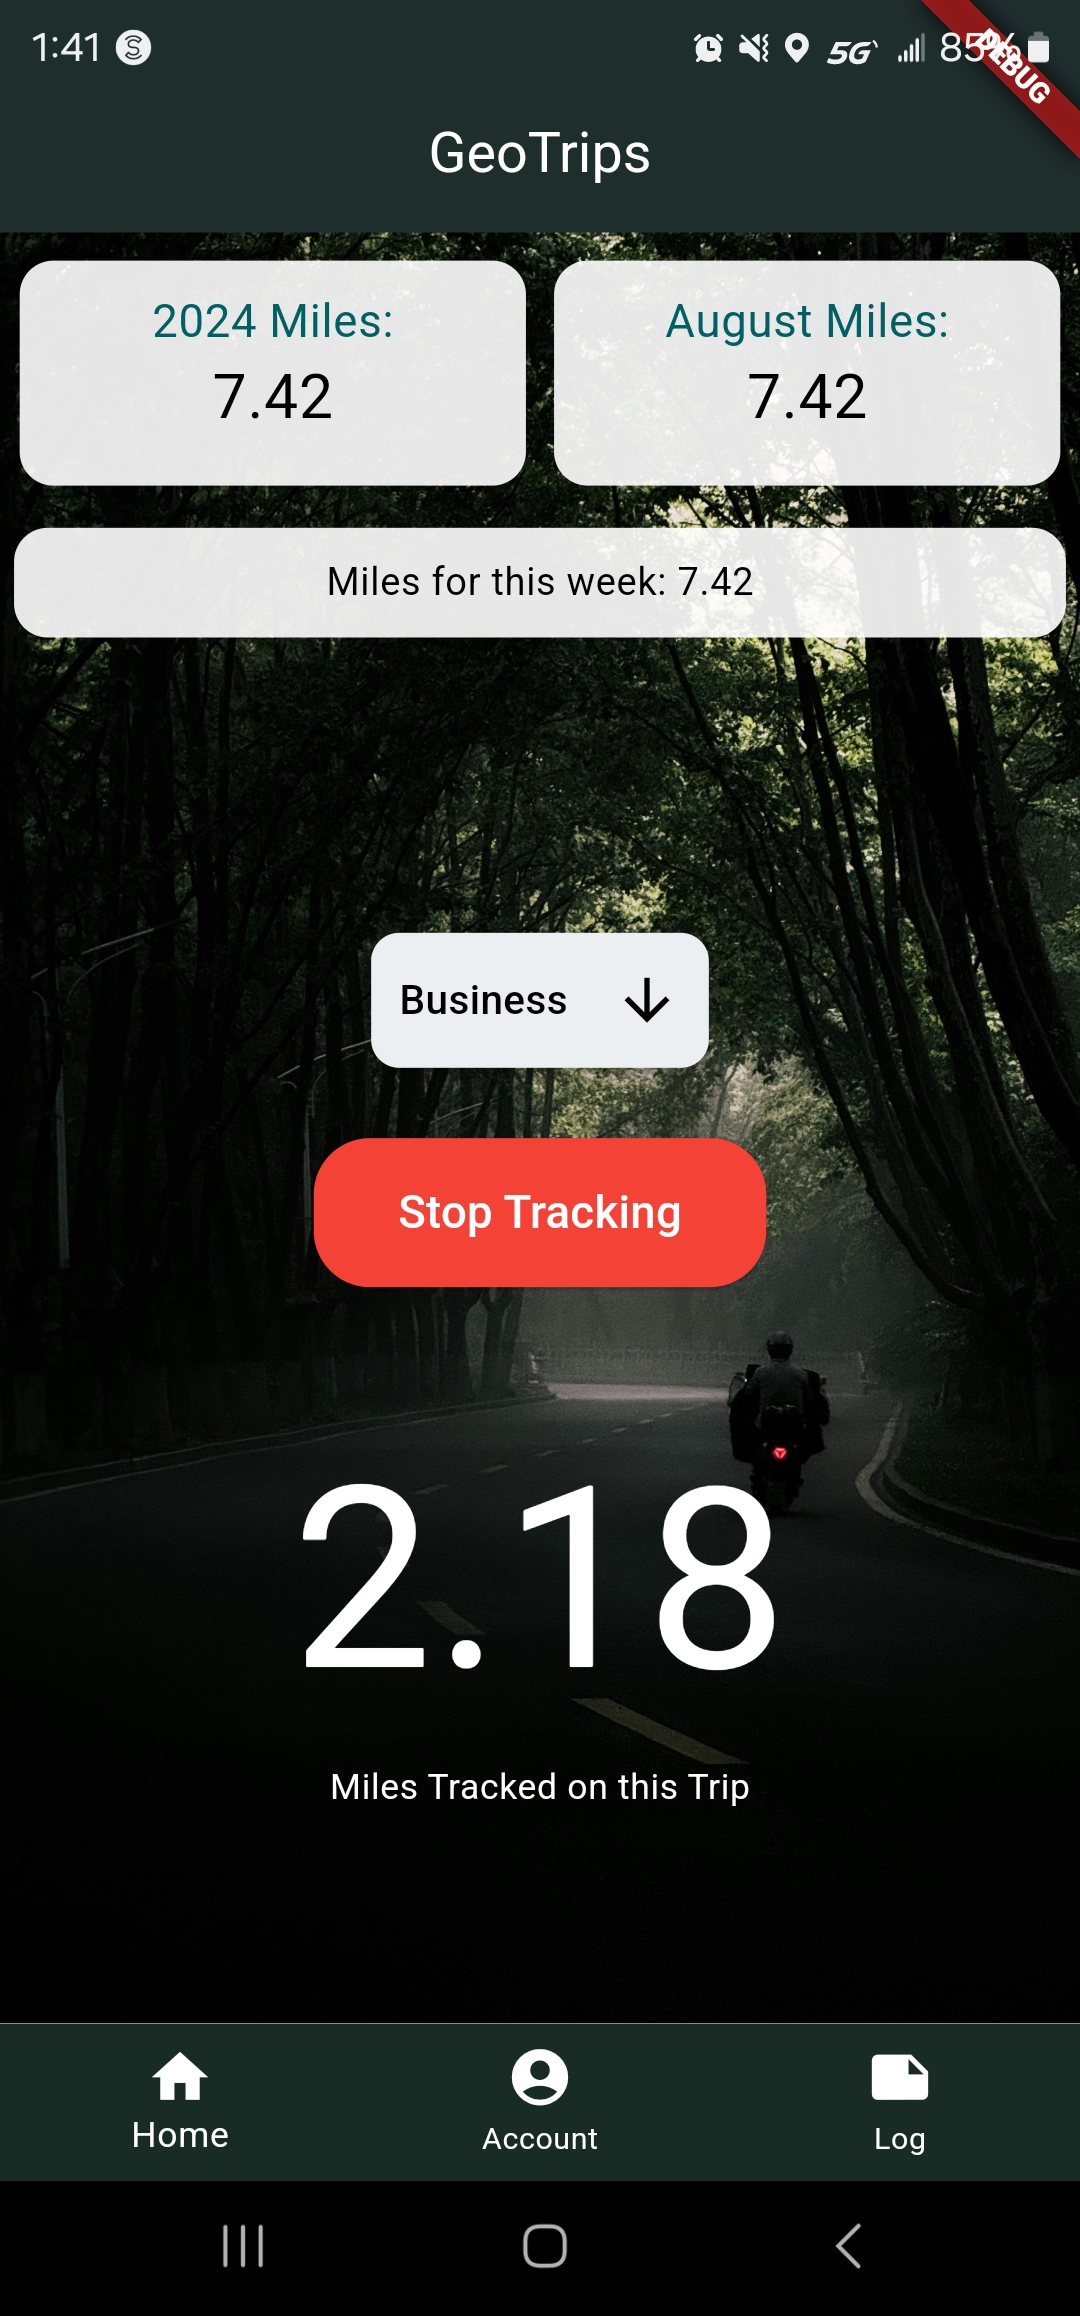 1:41
5G
85%
DEBUG
GeoTrips
2024 Miles:
7.42
August Miles:
7.42
Miles for this week: 7.42
Business
Stop Tracking
2.18
Miles Tracked on this Trip
Home
Account
Log